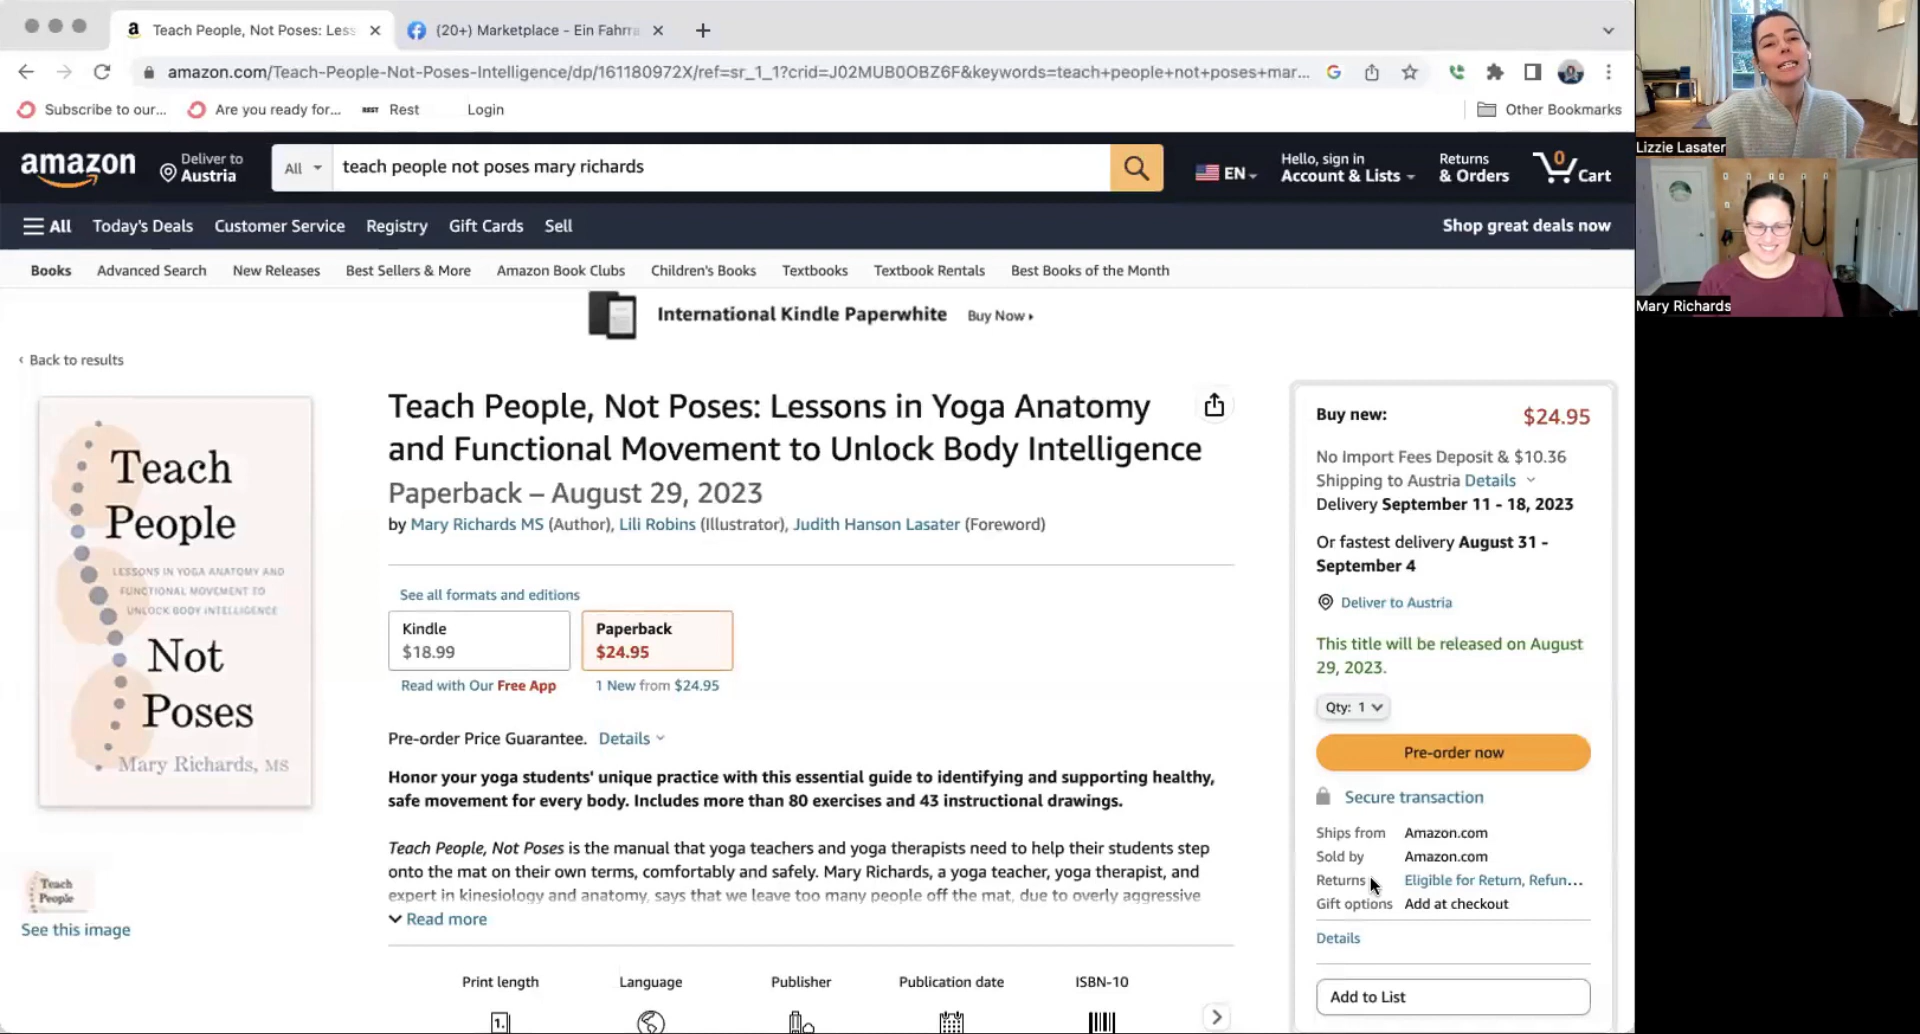 Teach People, Not Poses: Less
(20+) Marketplace - Ein Fahrra
amazon.com/Teach-People-Not-Poses-Intelligence/dp/161180972X/ref=sr_1_1?crid=J02MUB0OBZ6F&keywords=teach+people+not+poses+mar...
Subscribe to our...
Are you ready for...
REST
Rest
Login
Other Bookmarks
amazon
Deliver to
Austria
All
teach people not poses mary richards
EN
Hello, sign in
Account & Lists
Returns
& Orders
0
Cart
All
Today's Deals
Customer Service
Registry
Gift Cards
Sell
Shop great deals now
Books
Advanced Search
New Releases
Best Sellers & More
Amazon Book Clubs
Children's Books
Textbooks
Textbook Rentals
Best Books of the Month
International Kindle Paperwhite
Buy Now
‹ Back to results
Teach
People
LESSONS IN YOGA ANATOMY AND
FUNCTIONAL MOVEMENT TO
UNLOCK BODY INTELLIGENCE
Not
Poses
Mary Richards, MS
Teach
People
See this image
Teach People, Not Poses: Lessons in Yoga Anatomy
and Functional Movement to Unlock Body Intelligence
Paperback – August 29, 2023
by Mary Richards MS (Author), Lili Robins (Illustrator), Judith Hanson Lasater (Foreword)
See all formats and editions
Kindle
$18.99
Read with Our Free App
Paperback
$24.95
1 New from $24.95
Pre-order Price Guarantee. Details
Honor your yoga students' unique practice with this essential guide to identifying and supporting healthy,
safe movement for every body. Includes more than 80 exercises and 43 instructional drawings.
Teach People, Not Poses is the manual that yoga teachers and yoga therapists need to help their students step
onto the mat on their own terms, comfortably and safely. Mary Richards, a yoga teacher, yoga therapist, and
expert in kinesiology and anatomy, says that we leave too many people off the mat, due to overly aggressive
Read more
Print length
Language
Publisher
Publication date
ISBN-10
Buy new:
$24.95
No Import Fees Deposit & $10.36
Shipping to Austria Details
Delivery September 11 - 18, 2023
Or fastest delivery August 31 -
September 4
Deliver to Austria
This title will be released on August
29, 2023.
Qty: 1
Pre-order now
Secure transaction
Ships from Amazon.com
Sold by Amazon.com
Returns Eligible for Return, Refun...
Gift options Add at checkout
Details
Add to List
Lizzie Lasater
Mary Richards